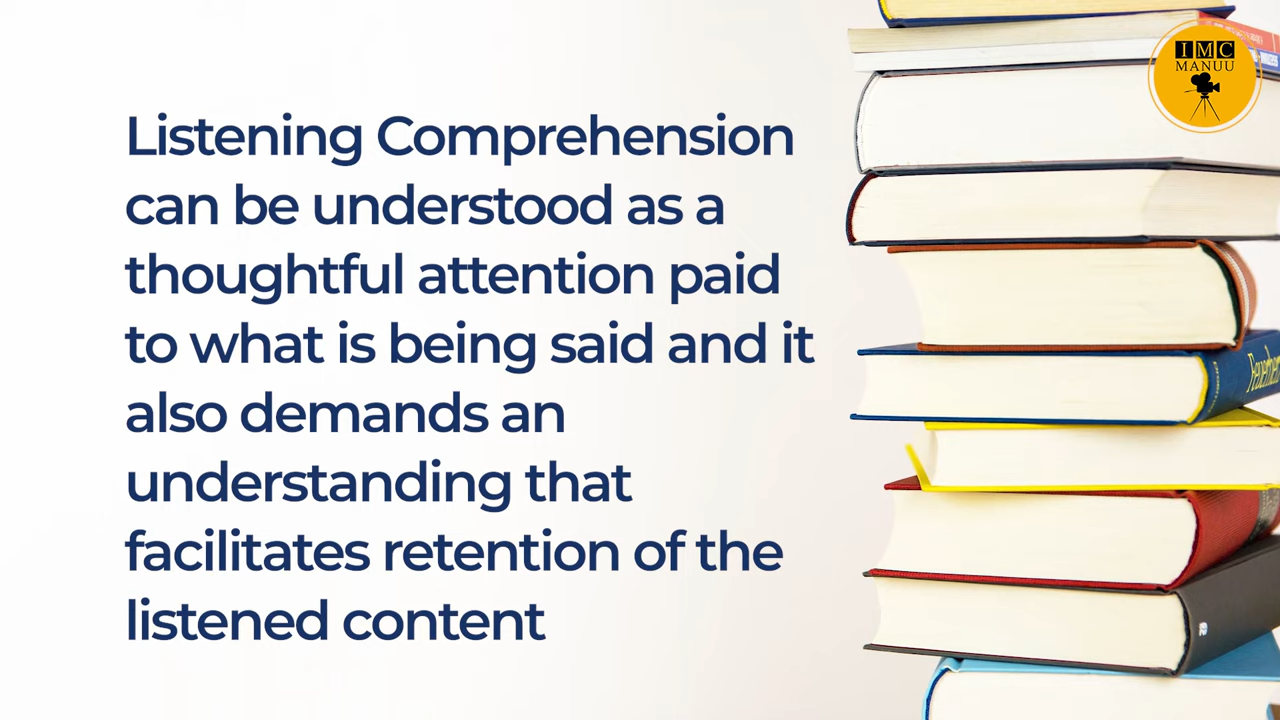 Listening Comprehension
can be understood as a
thoughtful attention paid
to what is being said and it
also demands an
understanding that
facilitates retention of the
listened content
IMC
MANUU